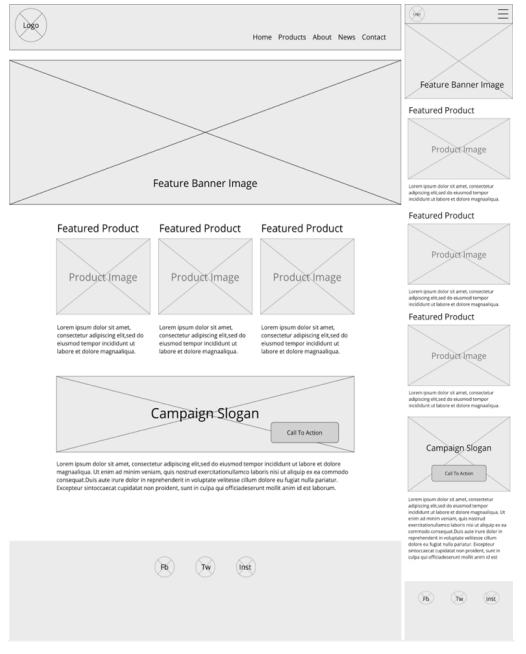 Logo
Home Products About News Contact
Feature Banner Image
Featured Product Featured Product Featured Product
Product Image Product Image Product Image
Lorem ipsum dolor sit amet,
consectetur adipiscing elit,sed do
eiusmod tempor incididunt ut
labore et dolore magnaaliqua.
Lorem ipsum dolor sit amet,
consectetur adipiscing elit,sed do
eiusmod tempor incididunt ut
labore et dolore magnaaliqua.
Lorem ipsum dolor sit amet,
consectetur adipiscing elit,sed do
eiusmod tempor incididunt ut
labore et dolore magnaaliqua.
Campaign Slogan
Call To Action
Lorem ipsum dolor sit amet, consectetur adipiscing elit,sed do eiusmod tempor incididunt ut labore et dolore
magnaaliqua. Ut enim ad minim veniam, quis nostrud exercitationullamco laboris nisi ut aliquip ex ea commodo
consequat.Duis aute irure dolor in reprehenderit in voluptate velitesse cillum dolore eu fugiat nulla pariatur.
Excepteur sintoccaecat cupidatat non proident, sunt in culpa qui officiadeserunt mollit anim id est laborum.
Fb Tw Inst
Logo
Feature Banner Image
Featured Product
Product Image
Lorem ipsum dolor sit amet, consectetur
adipiscing elit,sed do eiusmod tempor
incididunt ut labore et dolore magnaaliqua.
Featured Product
Product Image
Lorem ipsum dolor sit amet, consectetur
adipiscing elit,sed do eiusmod tempor
incididunt ut labore et dolore magnaaliqua.
Featured Product
Product Image
Lorem ipsum dolor sit amet, consectetur
adipiscing elit,sed do eiusmod tempor
incididunt ut labore et dolore magnaaliqua.
Campaign Slogan
Call To Action
Lorem ipsum dolor sit amet, consectetur
adipiscing elit,sed do eiusmod tempor
incididunt ut labore et dolore magnaaliqua. Ut
enim ad minim veniam, quis nostrud
exercitationullamco laboris nisi ut aliquip ex ea
commodo consequat.Duis aute irure dolor in
reprehenderit in voluptate velitesse cillum
dolore eu fugiat nulla pariatur. Excepteur
sintoccaecat cupidatat non proident, sunt in
culpa qui officiadeserunt mollit anim id est
Fb Tw Inst